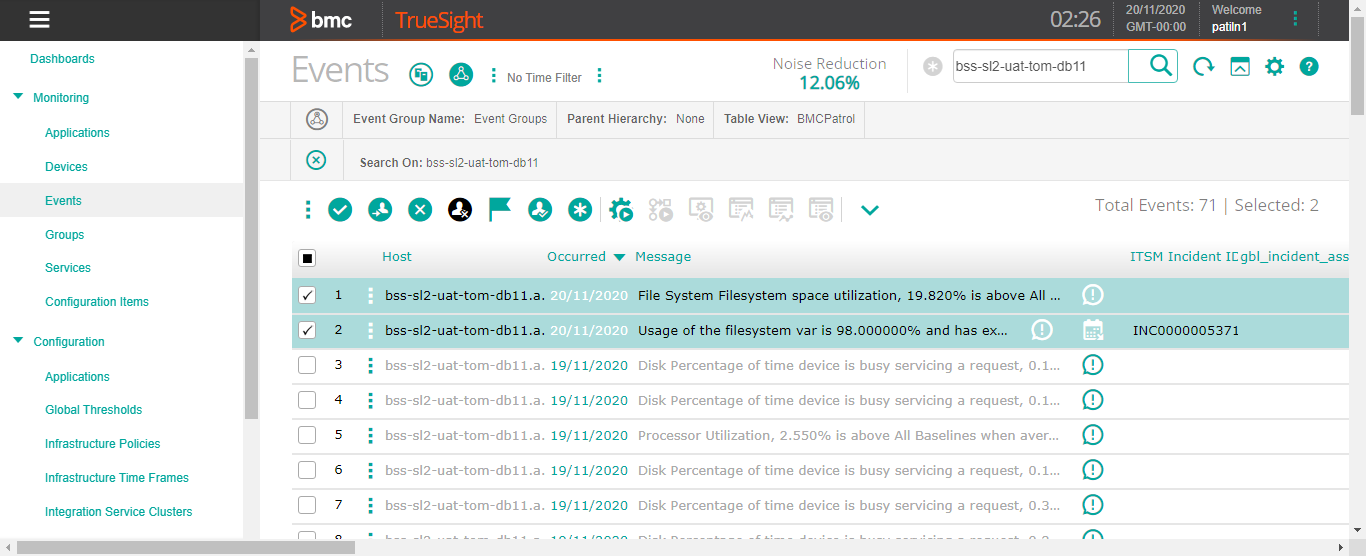 bmc TrueSight 02:26 20/11/2020 GMT-00:00 Welcome patiln1
Dashboards
Monitoring
Applications
Devices
Events
Groups
Services
Configuration Items
Configuration
Applications
Global Thresholds
Infrastructure Policies
Infrastructure Time Frames
Integration Service Clusters
Events No Time Filter Noise Reduction 12.06% bss-sl2-uat-tom-db11
Event Group Name: Event Groups Parent Hierarchy: None Table View: BMCPatrol
Search On: bss-sl2-uat-tom-db11
Total Events: 71 | Selected: 2
Host Occurred Message ITSM Incident ID gbl_incident_ass
1 bss-sl2-uat-tom-db11.a. 20/11/2020 File System Filesystem space utilization, 19.820% is above All ...
2 bss-sl2-uat-tom-db11.a. 20/11/2020 Usage of the filesystem var is 98.000000% and has ex... INC0000005371
3 bss-sl2-uat-tom-db11.a. 19/11/2020 Disk Percentage of time device is busy servicing a request, 0.1...
4 bss-sl2-uat-tom-db11.a. 19/11/2020 Disk Percentage of time device is busy servicing a request, 0.1...
5 bss-sl2-uat-tom-db11.a. 19/11/2020 Processor Utilization, 2.550% is above All Baselines when aver...
6 bss-sl2-uat-tom-db11.a. 19/11/2020 Disk Percentage of time device is busy servicing a request, 0.1...
7 bss-sl2-uat-tom-db11.a. 19/11/2020 Disk Percentage of time device is busy servicing a request, 0.3...